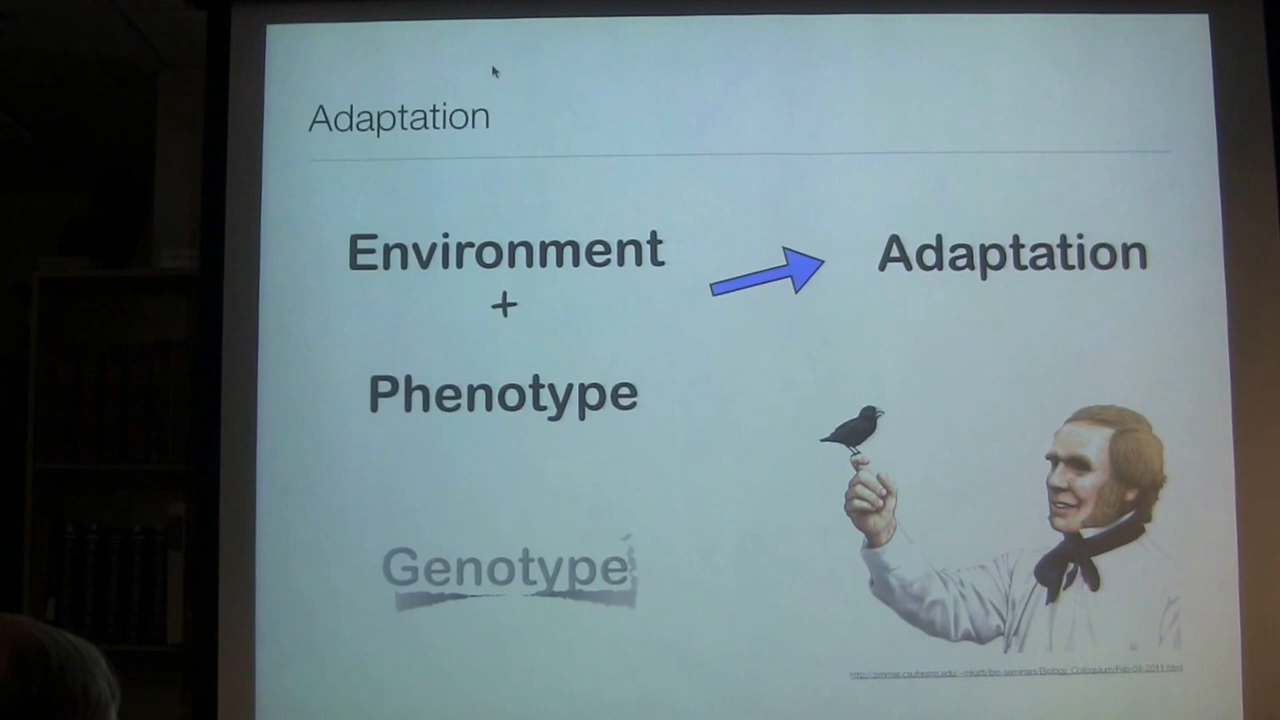 Adaptation
Environment
+
Phenotype
Adaptation
Genotype